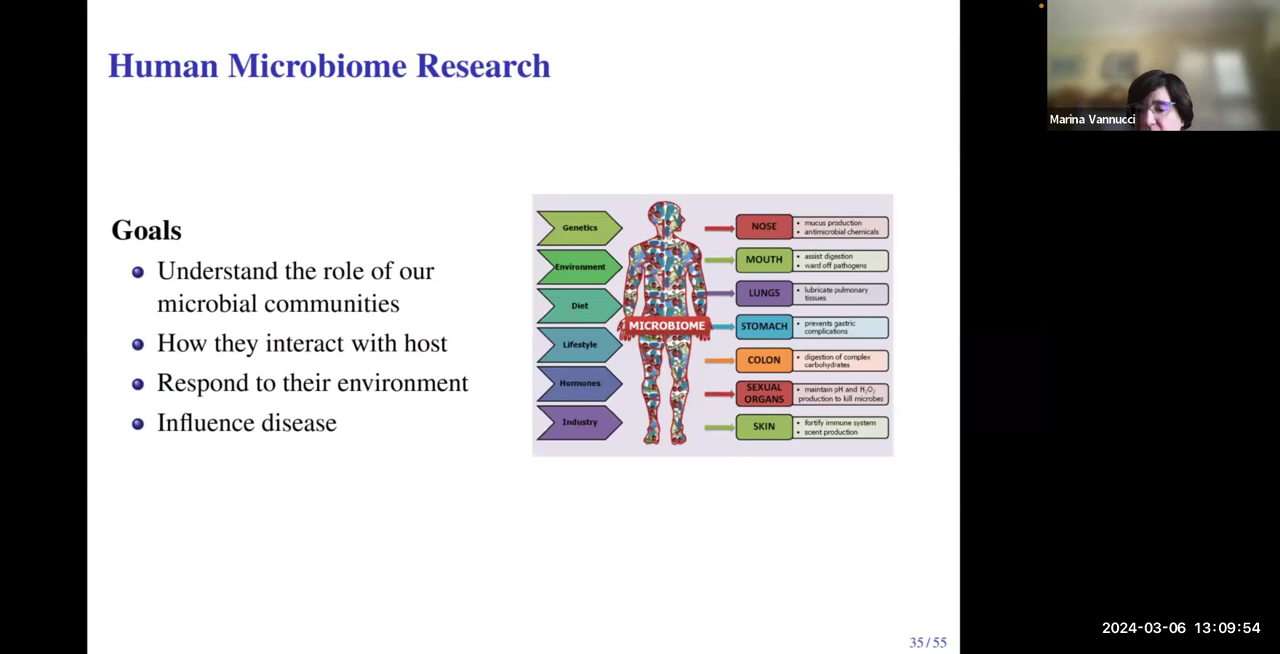 Human Microbiome Research
Marina Vannucci
Goals
Understand the role of our
microbial communities
How they interact with host
Respond to their environment
Influence disease
Genetics
Environment
Diet
Lifestyle
Hormones
Industry
MICROBIOME
NOSE
• mucus production
• antimicrobial chemicals
MOUTH
• assist digestion
• ward off pathogens
LUNGS
• lubricate pulmonary
tissues
STOMACH
• prevents gastric
complications
COLON
• digestion of complex
carbohydrates
SEXUAL
ORGANS
• maintain pH and H₂O₂
production to kill microbes
SKIN
• fortify immune system
• scent production
2024-03-06 13:09:54
35 / 55